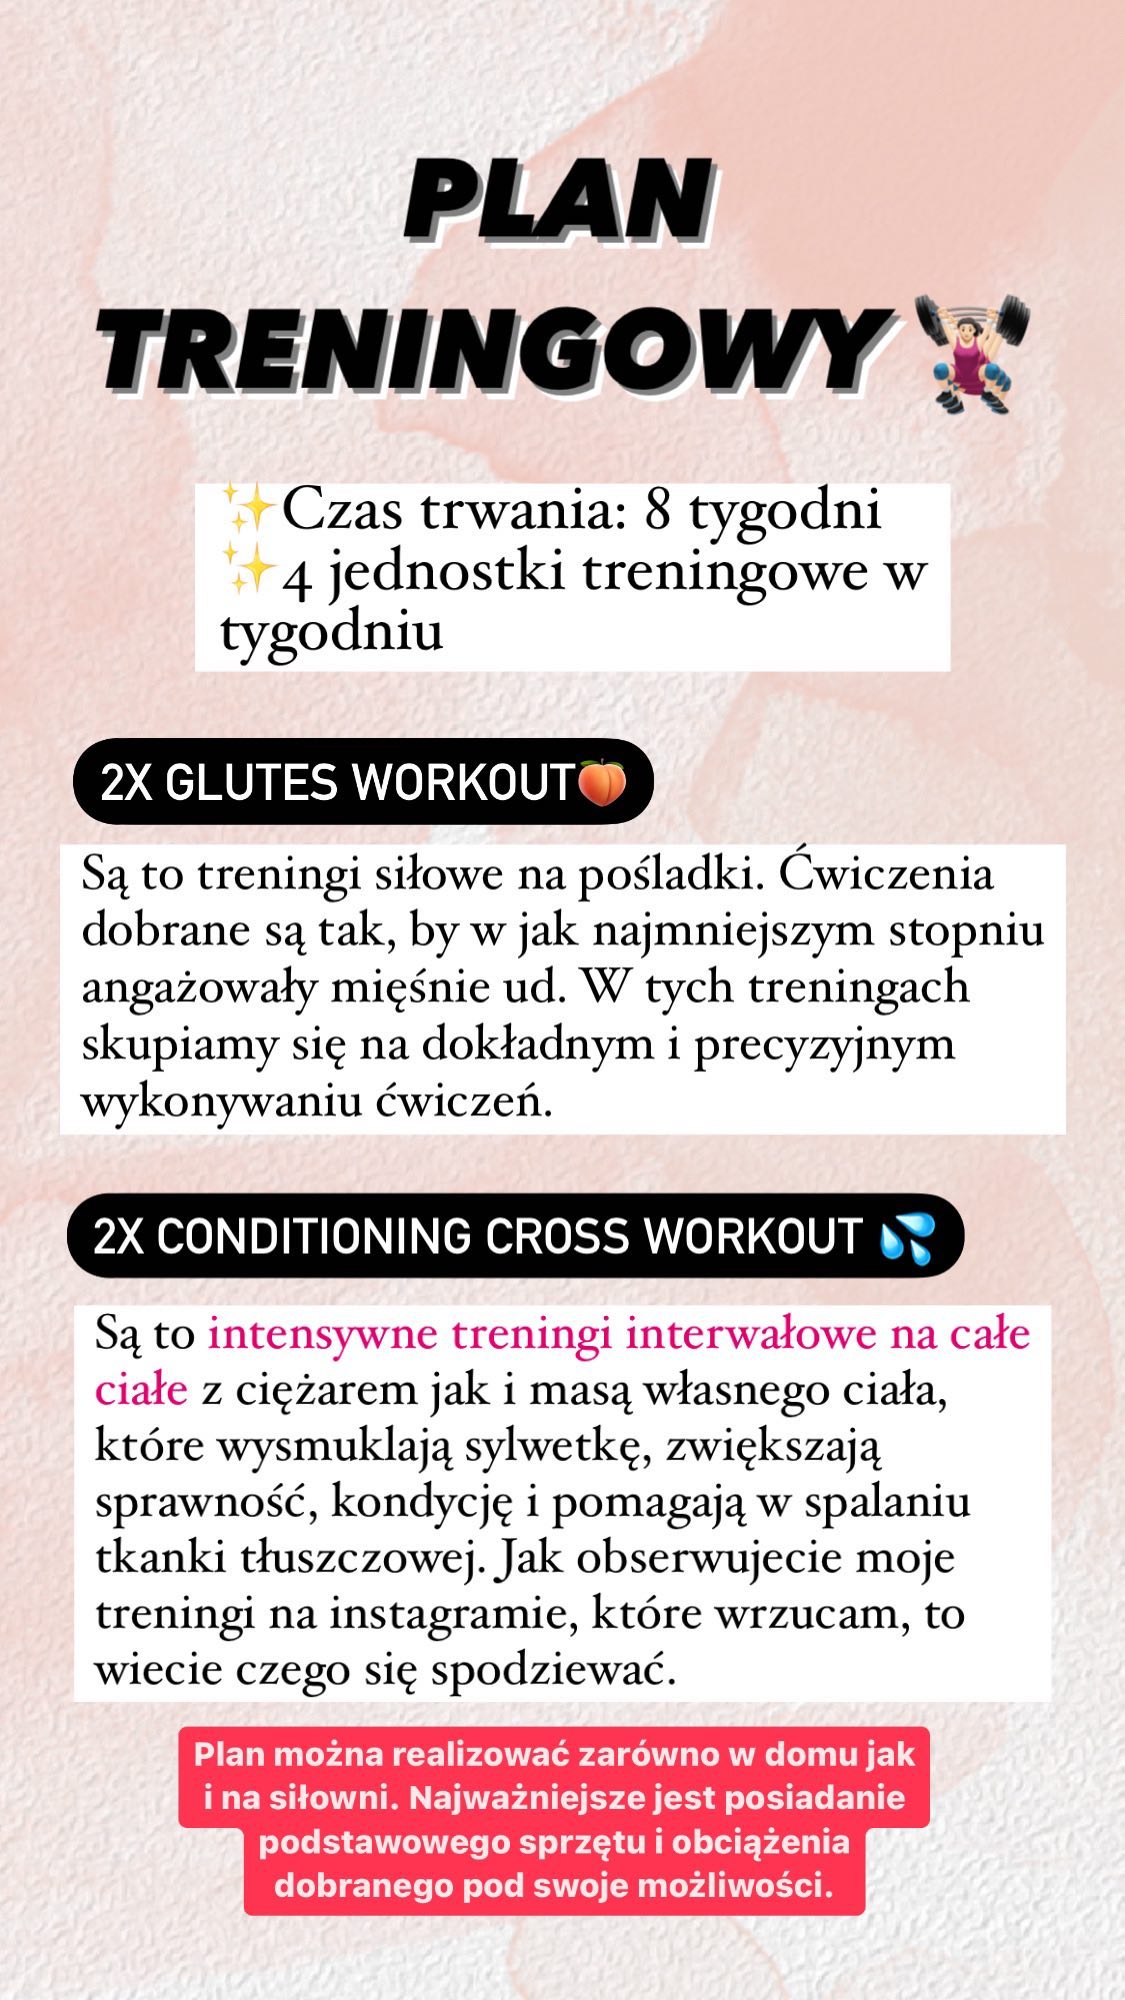 PLAN
TRENINGOWY🏋🏻‍♀️
✨Czas trwania: 8 tygodni
✨4 jednostki treningowe w
tygodniu
2X GLUTES WORKOUT🍑
Są to treningi siłowe na pośladki. Ćwiczenia
dobrane są tak, by w jak najmniejszym stopniu
angażowały mięśnie ud. W tych treningach
skupiamy się na dokładnym i precyzyjnym
wykonywaniu ćwiczeń.
2X CONDITIONING CROSS WORKOUT 💦
Są to intensywne treningi interwałowe na całe
ciałe z ciężarem jak i masą własnego ciała,
które wysmuklają sylwetkę, zwiększają
sprawność, kondycję i pomagają w spalaniu
tkanki tłuszczowej. Jak obserwujecie moje
treningi na instagramie, które wrzucam, to
wiecie czego się spodziewać.
Plan można realizować zarówno w domu jak
i na siłowni. Najważniejsze jest posiadanie
podstawowego sprzętu i obciążenia
dobranego pod swoje możliwości.